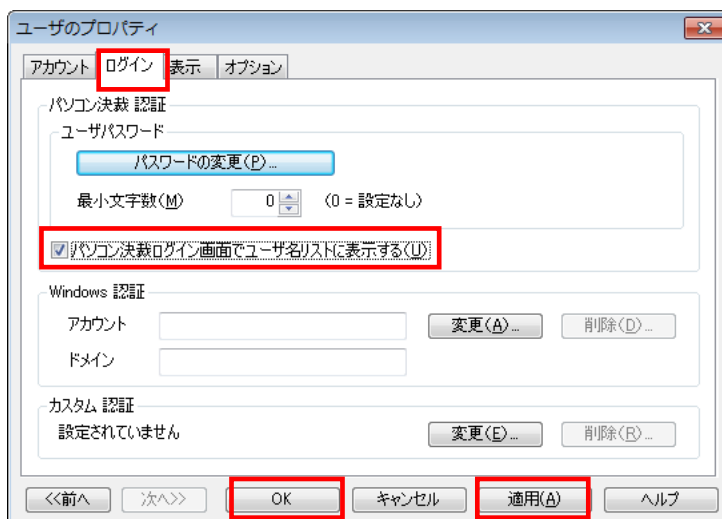 ユーザのプロパティ
アカウント ログイン 表示 オプション
パソコン決裁 認証
ユーザパスワード
パスワードの変更(P)...
最小文字数(M) 0 (0 = 設定なし)
パソコン決裁ログイン画面でユーザ名リストに表示する(U)
Windows 認証
アカウント 変更(A)... 削除(D)...
ドメイン
カスタム 認証
設定されていません 変更(E)... 削除(R)...
<<前へ 次へ>> OK キャンセル 適用(A) ヘルプ